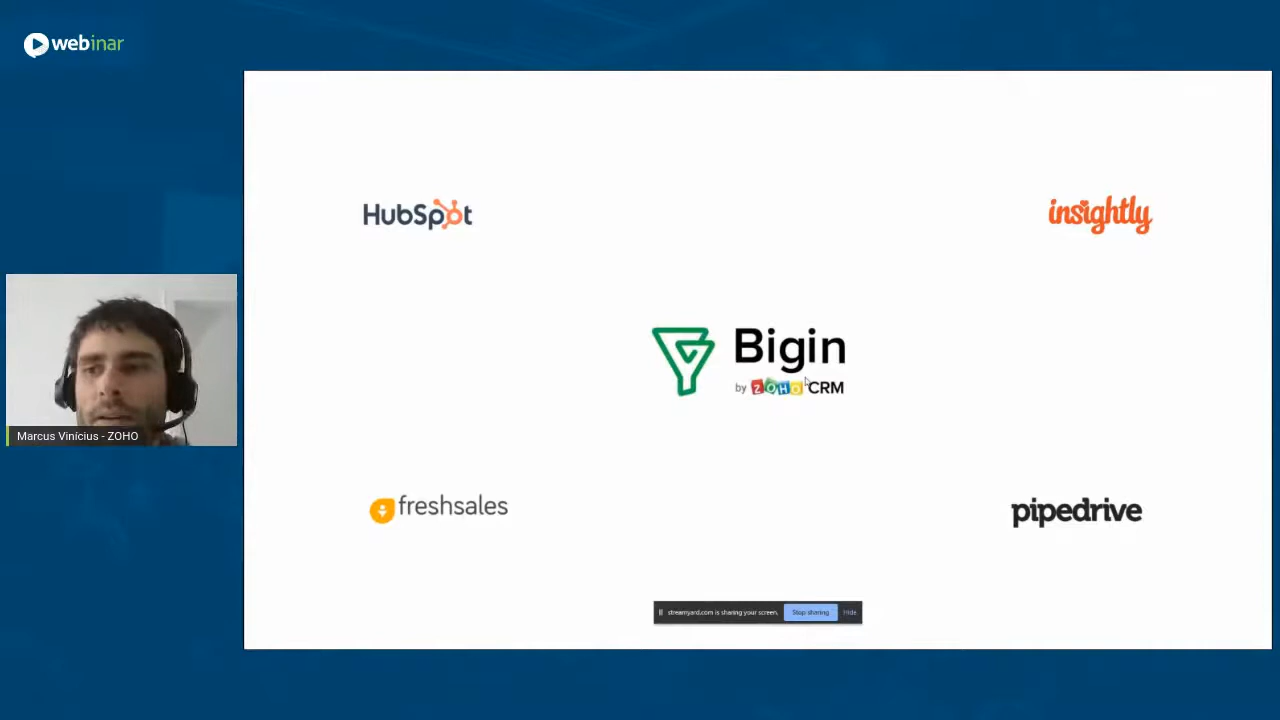 webinar
HubSpot
insightly
Bigin
by ZOHO CRM
Marcus Vinícius - ZOHO
freshsales
pipedrive
streamyard.com is sharing your screen.
Stop sharing
Hide